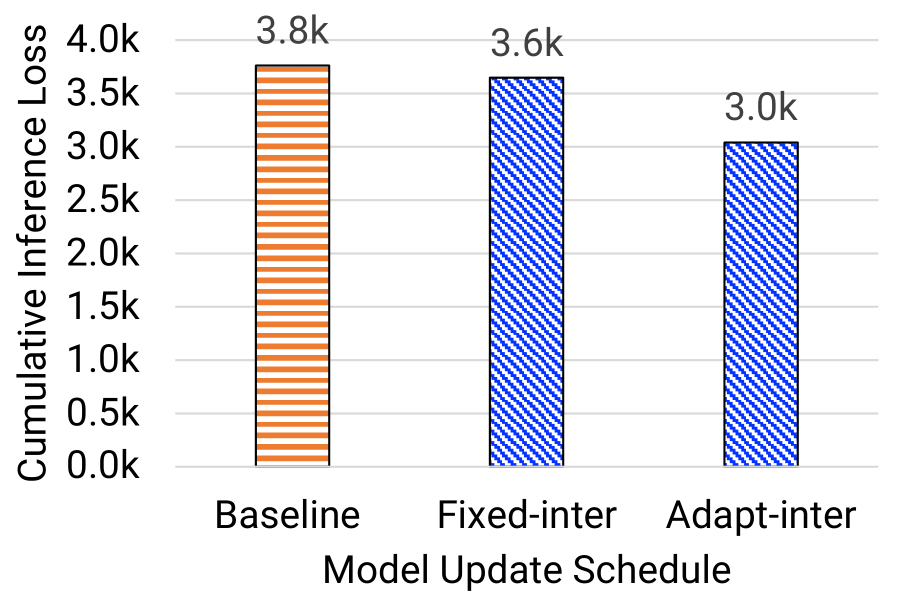 Cumulative Inference Loss
4.0k
3.5k
3.0k
2.5k
2.0k
1.5k
1.0k
0.5k
0.0k
3.8k
3.6k
3.0k
Baseline
Fixed-inter
Adapt-inter
Model Update Schedule